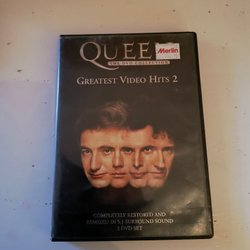 QUEE
Merlin
THE DVD COLLECTION
GREATEST VIDEO HITS 2
COMPLETELY RESTORED AND
REMIXED IN 5.1 SURROUND SOUND
2 DVD SET